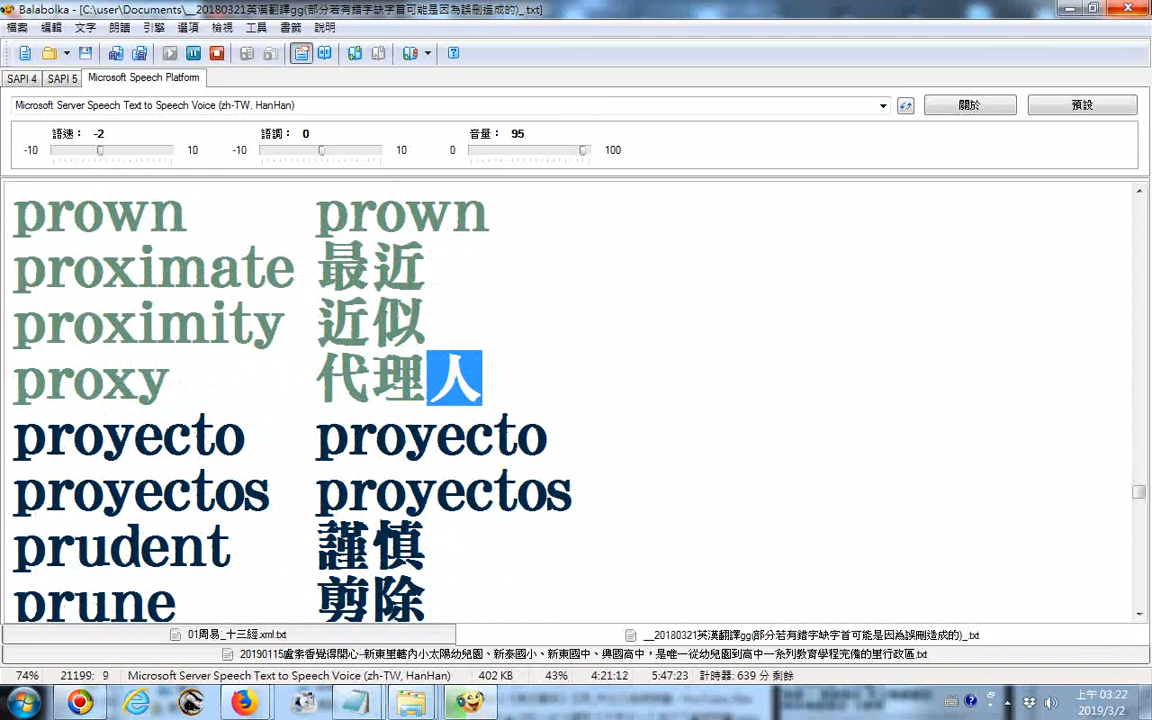 Balabolka - [C:\user\Documents\__20180321英漢翻譯gg(部分若有錯字缺字首可能是因為誤刪造成的)_.txt]
檔案 編輯 文字 朗讀 引擎 選項 檢視 工具 書籤 說明
SAPI 4 SAPI 5 Microsoft Speech Platform
Microsoft Server Speech Text to Speech Voice (zh-TW, HanHan) 關於 預設
語速： -2 語調： 0 音量： 95
-10 10 -10 10 0 100
prown prown
proximate 最近
proximity 近似
proxy 代理人
proyecto proyecto
proyectos proyectos
prudent 謹慎
prune 剪除
01周易_十三經.xml.txt __20180321英漢翻譯gg(部分若有錯字缺字首可能是因為誤刪造成的)_.txt
20190115盧素香覺得開心-新東里轄內小太陽幼兒園、新泰國小、新東國中、興國高中，是唯一從幼兒園到高中一系列教育學程完備的里行政區.txt
74% 21199: 9 Microsoft Server Speech Text to Speech Voice (zh-TW, HanHan) 402 KB 43% 4:21:12 5:47:23 計時器: 639 分 剩餘
上午 03:22
2019/3/2